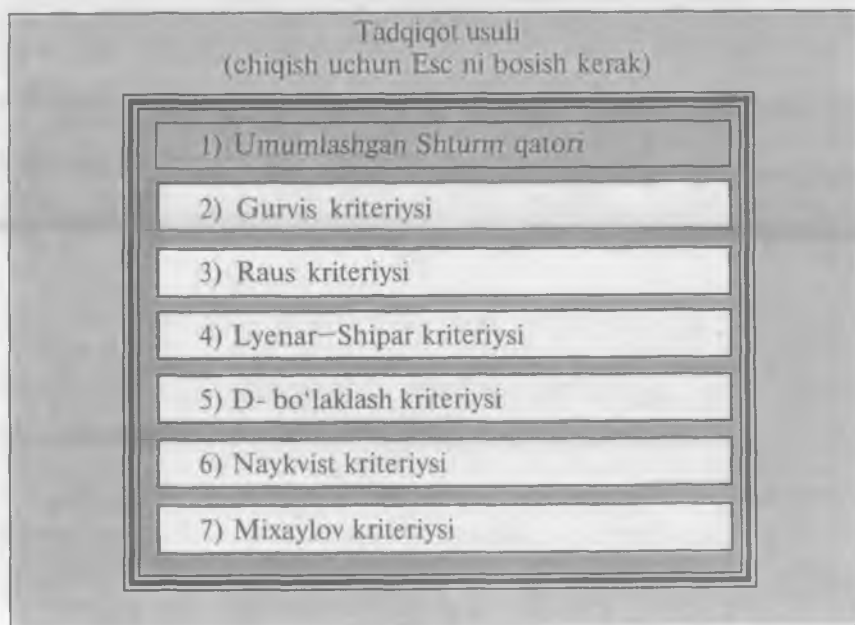 Tadqiqot usuli
(chiqish uchun Esc ni bosish kerak)
1) Umumlashgan Shturm qatori
2) Gurvis kriteriysi
3) Raus kriteriysi
4) Lyenar—Shipar kriteriysi
5) D- bo‘laklash kriteriysi
6) Naykvist kriteriysi
7) Mixaylov kriteriysi